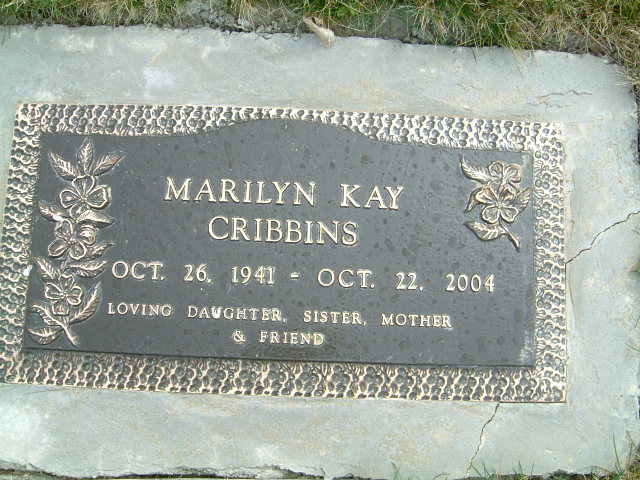 MARILYN KAY
CRIBBINS
OCT. 26, 1941 - OCT. 22, 2004
LOVING DAUGHTER, SISTER, MOTHER
& FRIEND